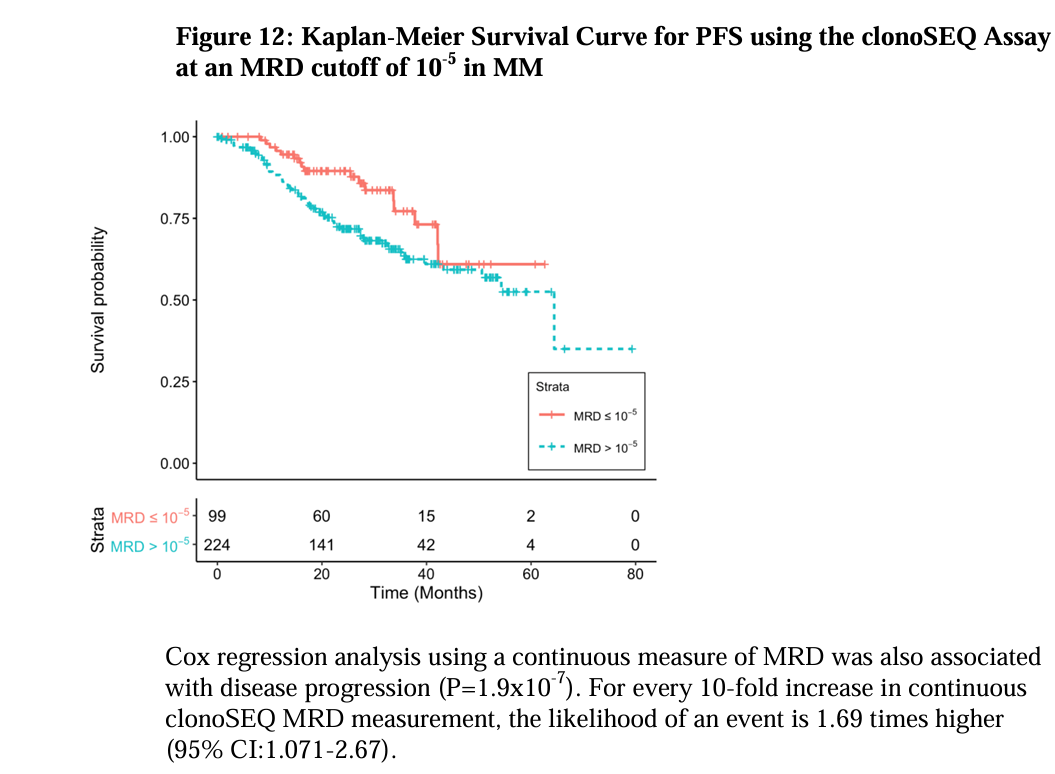 Figure 12: Kaplan-Meier Survival Curve for PFS using the clonoSEQ Assay
at an MRD cutoff of 10⁻⁵ in MM
Survival probability
1.00
0.75
0.50
0.25
0.00
Strata
MRD ≤ 10⁻⁵
MRD > 10⁻⁵
Strata
MRD ≤ 10⁻⁵ 99 60 15 2 0
MRD > 10⁻⁵ 224 141 42 4 0
0 20 40 60 80
Time (Months)
Cox regression analysis using a continuous measure of MRD was also associated
with disease progression (P=1.9x10⁻⁷). For every 10-fold increase in continuous
clonoSEQ MRD measurement, the likelihood of an event is 1.69 times higher
(95% CI:1.071-2.67).